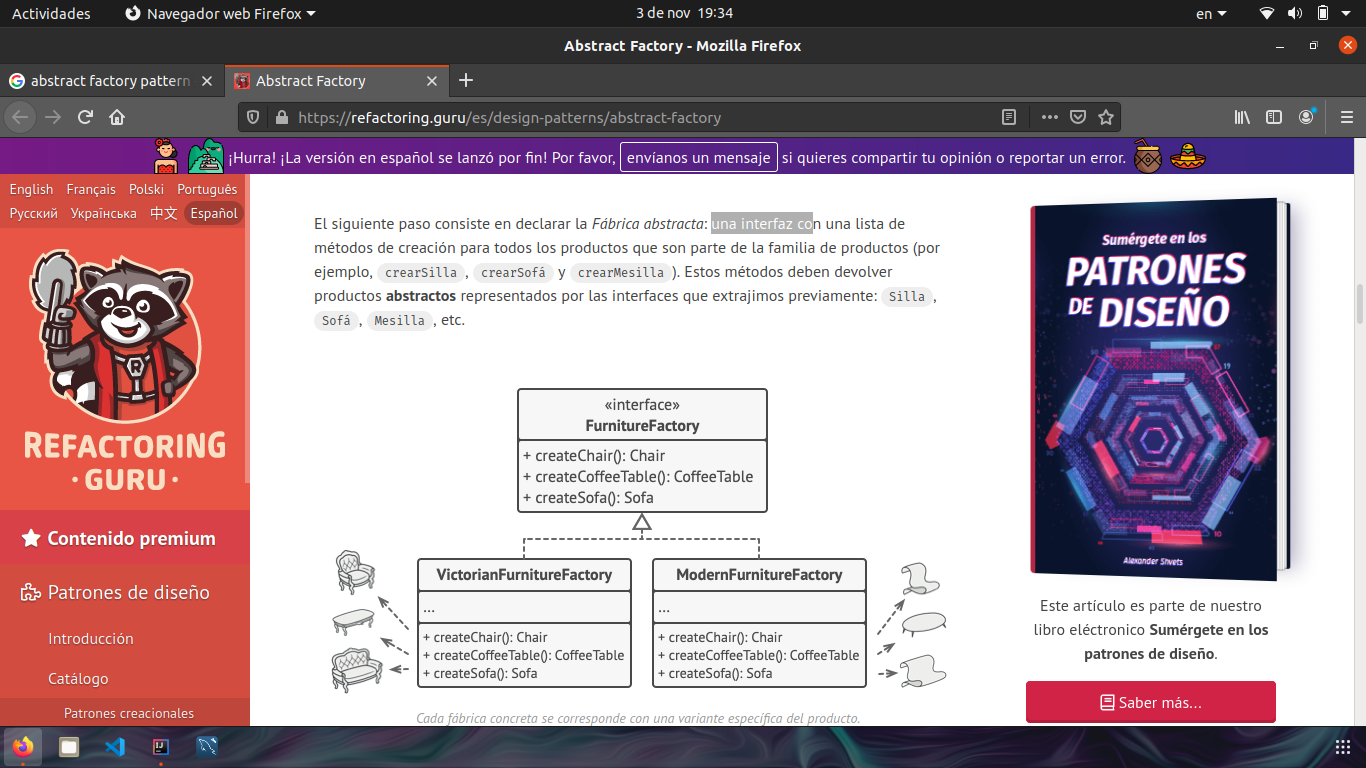 Actividades Navegador web Firefox 3 de nov 19:34 en
Abstract Factory - Mozilla Firefox
abstract factory pattern Abstract Factory
https://refactoring.guru/es/design-patterns/abstract-factory
¡Hurra! ¡La versión en español se lanzó por fin! Por favor, envíanos un mensaje si quieres compartir tu opinión o reportar un error.
English Français Polski Português
Русский Українська 中文 Español
R
REFACTORING
· GURU ·
Contenido premium
Patrones de diseño
Introducción
Catálogo
Patrones creacionales
El siguiente paso consiste en declarar la Fábrica abstracta: una interfaz con una lista de
métodos de creación para todos los productos que son parte de la familia de productos (por
ejemplo, crearSilla, crearSofá y crearMesilla). Estos métodos deben devolver
productos abstractos representados por las interfaces que extrajimos previamente: Silla,
Sofá, Mesilla, etc.
«interface»
FurnitureFactory
+ createChair(): Chair
+ createCoffeeTable(): CoffeeTable
+ createSofa(): Sofa
VictorianFurnitureFactory
...
+ createChair(): Chair
+ createCoffeeTable(): CoffeeTable
+ createSofa(): Sofa
ModernFurnitureFactory
...
+ createChair(): Chair
+ createCoffeeTable(): CoffeeTable
+ createSofa(): Sofa
Cada fábrica concreta se corresponde con una variante específica del producto.
Sumérgete en los
PATRONES
DE DISEÑO
Alexander Shvets
Este artículo es parte de nuestro
libro eléctronico Sumérgete en los
patrones de diseño.
Saber más...